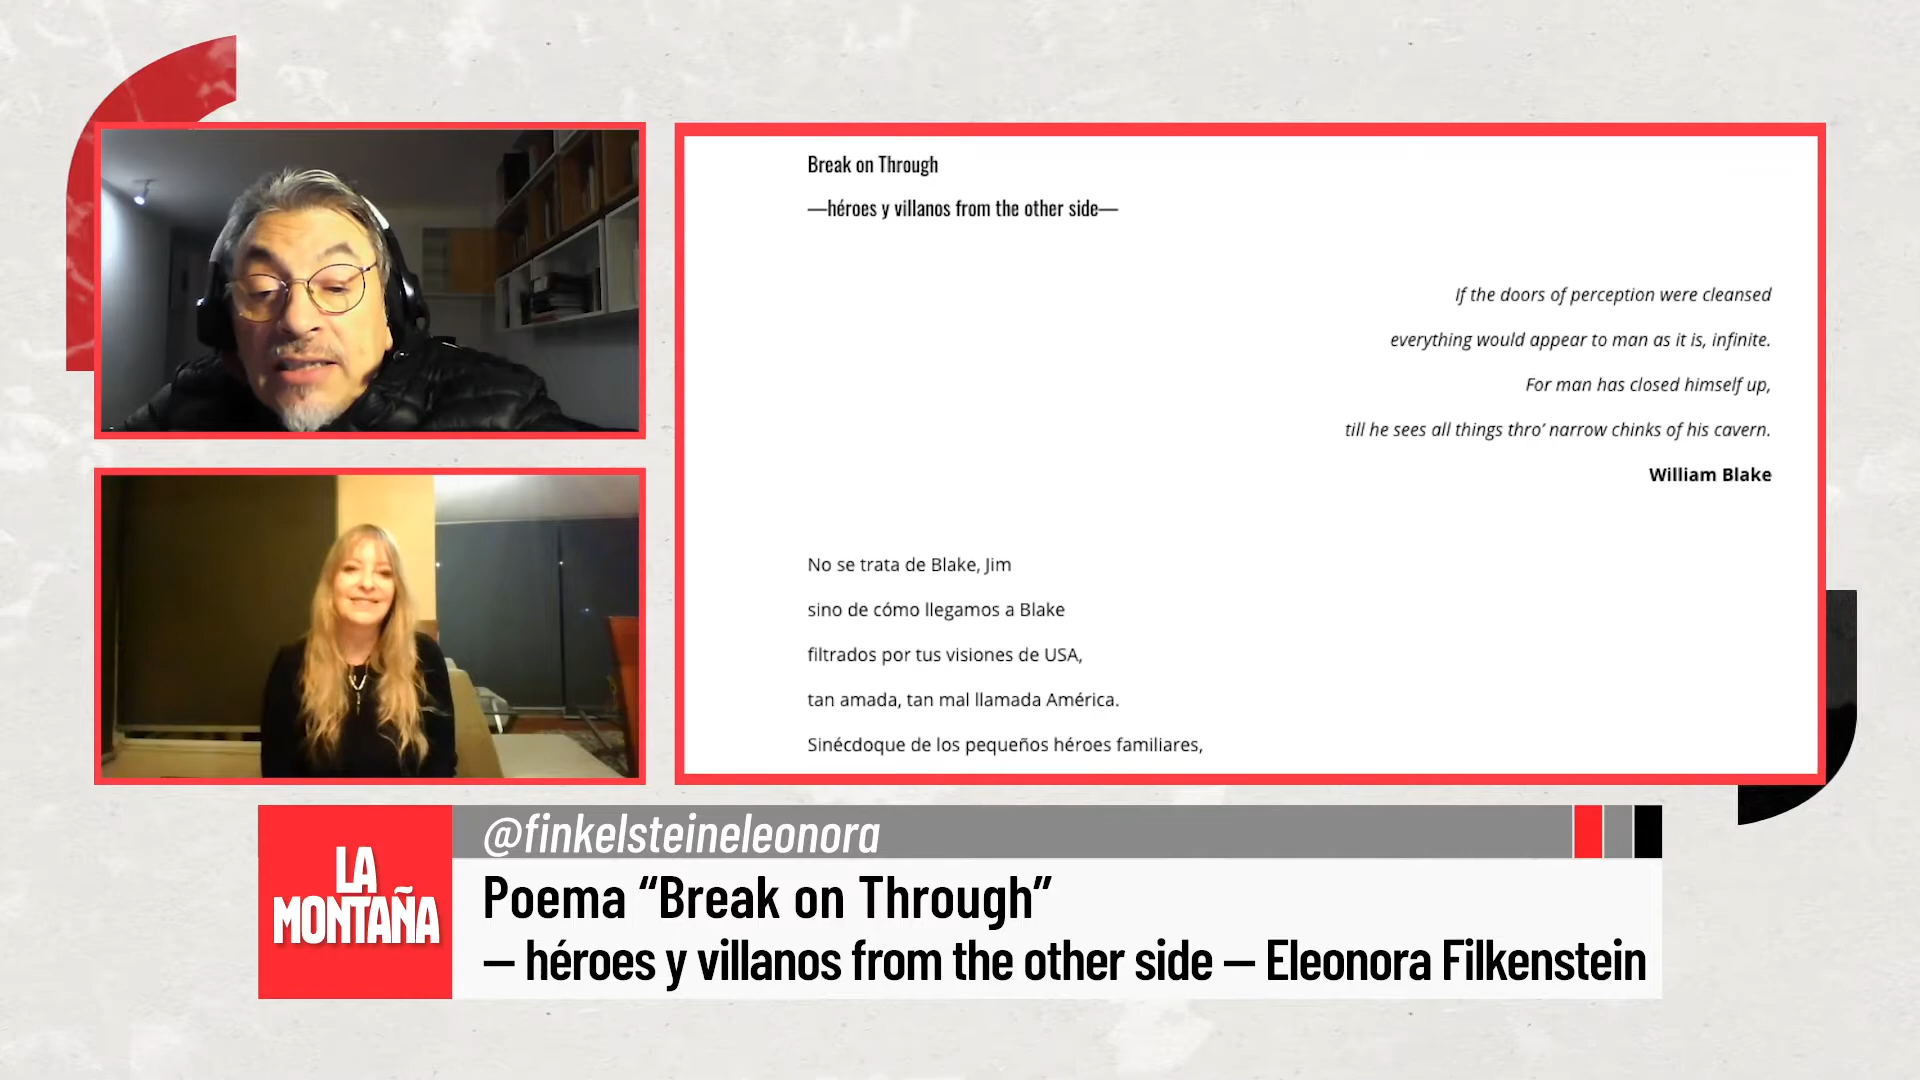 Break on Through
—héroes y villanos from the other side—
If the doors of perception were cleansed
everything would appear to man as it is, infinite.
For man has closed himself up,
till he sees all things thro’ narrow chinks of his cavern.
William Blake
No se trata de Blake, Jim
sino de cómo llegamos a Blake
filtrados por tus visiones de USA,
tan amada, tan mal llamada América.
Sinécdoque de los pequeños héroes familiares,
LA
MONTAÑA
@finkelsteineleonora
Poema “Break on Through”
– héroes y villanos from the other side – Eleonora Filkenstein